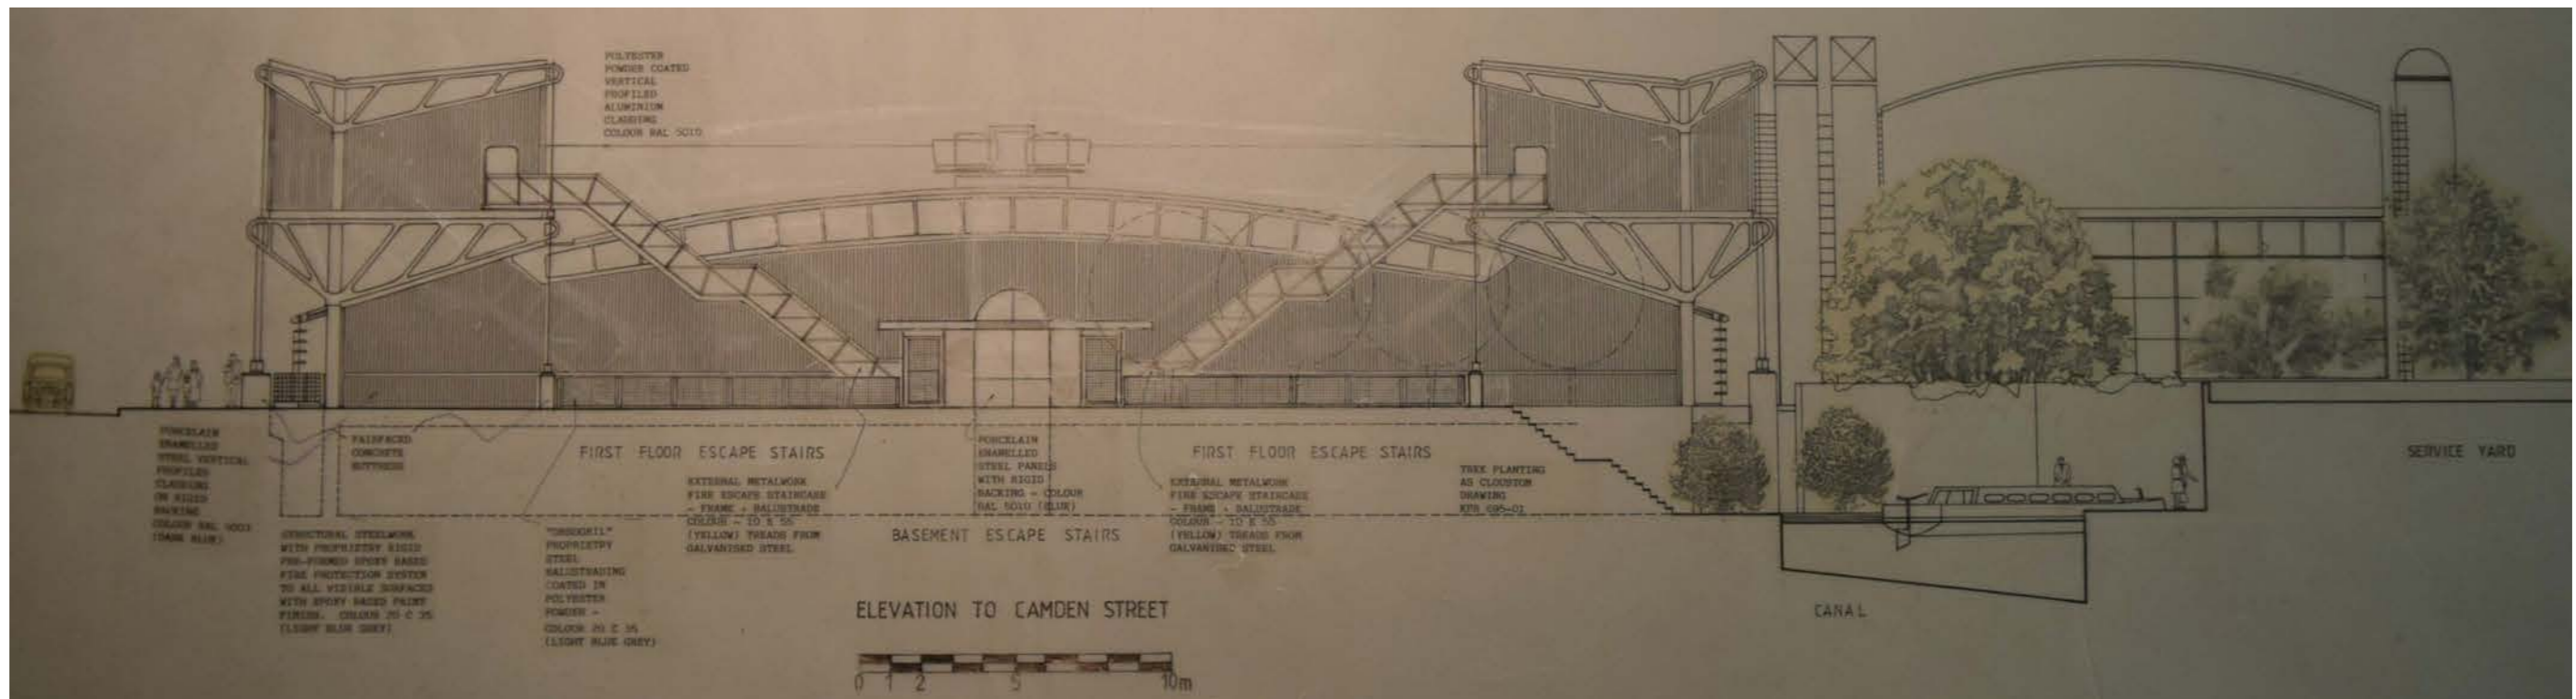 POLYESTER
POWDER COATED
VERTICAL
PROFILED
ALUMINIUM
CLADDING
COLOUR RAL 5010
PORCELAIN
ENAMELLED
STEEL VERTICAL
PROFILED
CLADDING
ON RIGID
BACKING
COLOUR RAL 5003
(DARK BLUE)
FAIRFACED
CONCRETE
BUTTRESS
STRUCTURAL STEELWORK
WITH PROPRIETRY RIGID
PRE-FORMED EPOXY BASED
FIRE PROTECTION SYSTEM
TO ALL VISIBLE SURFACES
WITH EPOXY BASED PAINT
FINISH. COLOUR 20 C 35
(LIGHT BLUE GREY)
PROPRIETRY
STEEL
BALUSTRADING
COATED IN
POLYESTER
POWDER -
COLOUR 20 C 35
(LIGHT BLUE GREY)
FIRST FLOOR ESCAPE STAIRS
EXTERNAL METALWORK
FIRE ESCAPE STAIRCASE
- FRAME + BALUSTRADE
COLOUR - 10 E 55
(YELLOW) TREADS FROM
GALVANISED STEEL
PORCELAIN
ENAMELLED
STEEL PANELS
WITH RIGID
BACKING - COLOUR
RAL 5010 (BLUE)
BASEMENT ESCAPE STAIRS
FIRST FLOOR ESCAPE STAIRS
EXTERNAL METALWORK
FIRE ESCAPE STAIRCASE
- FRAME + BALUSTRADE
COLOUR - 10 E 55
(YELLOW) TREADS FROM
GALVANISED STEEL
TREE PLANTING
AS CLOUSTON
DRAWING
695-01
CANAL
SERVICE YARD
ELEVATION TO CAMDEN STREET
0 1 2 5 10m